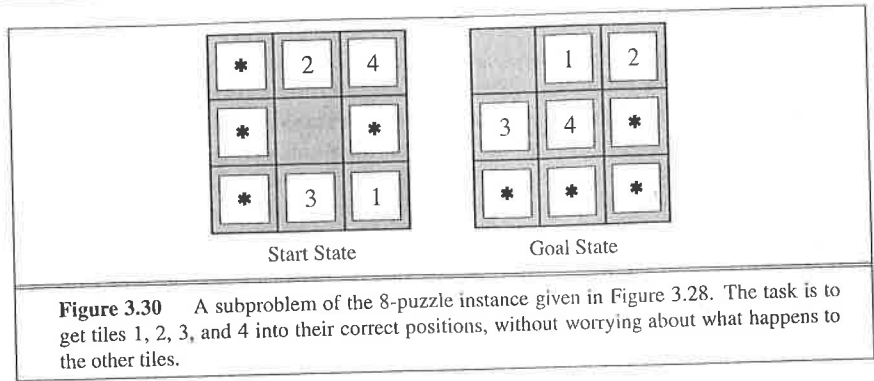 * 2 4 1 2
* * 3 4 *
* 3 1 * * *
Start State Goal State
Figure 3.30 A subproblem of the 8-puzzle instance given in Figure 3.28. The task is to
get tiles 1, 2, 3, and 4 into their correct positions, without worrying about what happens to
the other tiles.